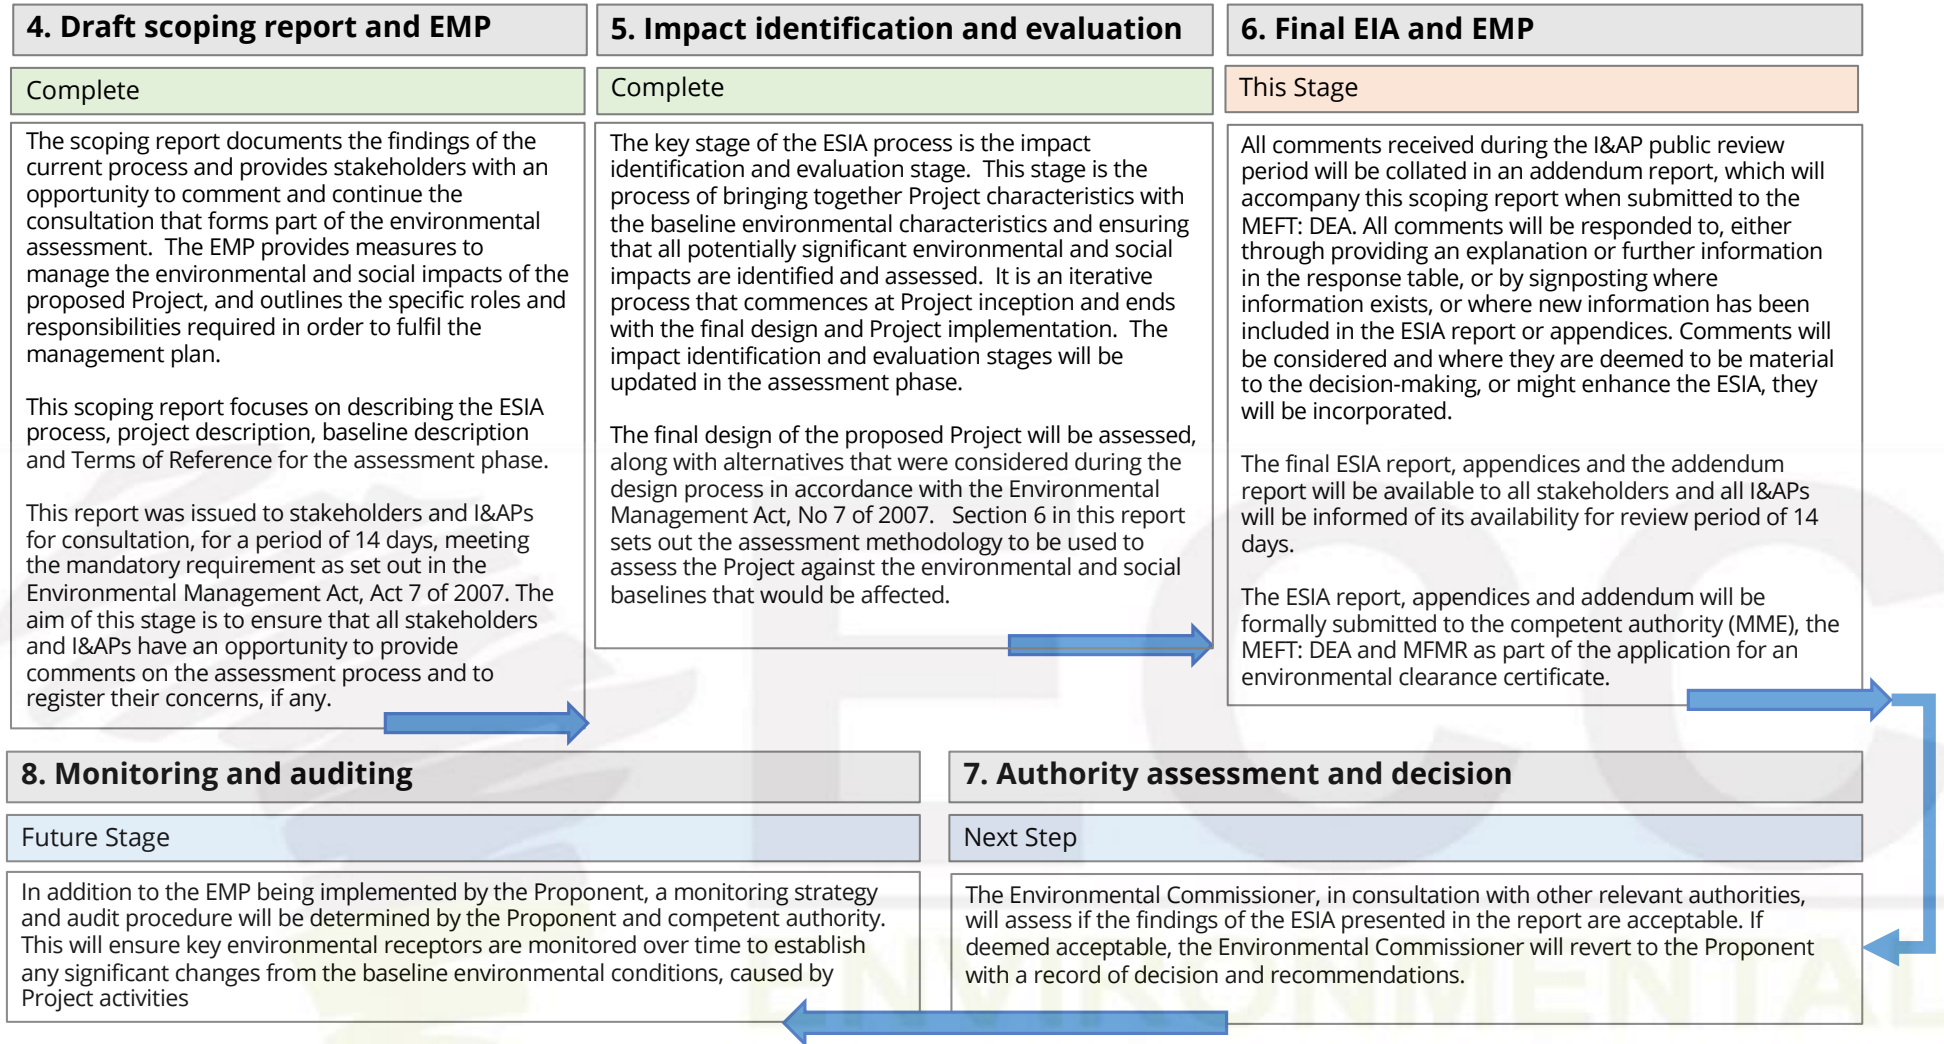 4. Draft scoping report and EMP
Complete
The scoping report documents the findings of the
current process and provides stakeholders with an
opportunity to comment and continue the
consultation that forms part of the environmental
assessment. The EMP provides measures to
manage the environmental and social impacts of the
proposed Project, and outlines the specific roles and
responsibilities required in order to fulfil the
management plan.
This scoping report focuses on describing the ESIA
process, project description, baseline description
and Terms of Reference for the assessment phase.
This report was issued to stakeholders and I&APs
for consultation, for a period of 14 days, meeting
the mandatory requirement as set out in the
Environmental Management Act, Act 7 of 2007. The
aim of this stage is to ensure that all stakeholders
and I&APs have an opportunity to provide
comments on the assessment process and to
register their concerns, if any.
5. Impact identification and evaluation
Complete
The key stage of the ESIA process is the impact
identification and evaluation stage. This stage is the
process of bringing together Project characteristics with
the baseline environmental characteristics and ensuring
that all potentially significant environmental and social
impacts are identified and assessed. It is an iterative
process that commences at Project inception and ends
with the final design and Project implementation. The
impact identification and evaluation stages will be
updated in the assessment phase.
The final design of the proposed Project will be assessed,
along with alternatives that were considered during the
design process in accordance with the Environmental
Management Act, No 7 of 2007. Section 6 in this report
sets out the assessment methodology to be used to
assess the Project against the environmental and social
baselines that would be affected.
6. Final EIA and EMP
This Stage
All comments received during the I&AP public review
period will be collated in an addendum report, which will
accompany this scoping report when submitted to the
MEFT: DEA. All comments will be responded to, either
through providing an explanation or further information
in the response table, or by signposting where
information exists, or where new information has been
included in the ESIA report or appendices. Comments will
be considered and where they are deemed to be material
to the decision-making, or might enhance the ESIA, they
will be incorporated.
The final ESIA report, appendices and the addendum
report will be available to all stakeholders and all I&APs
will be informed of its availability for review period of 14
days.
The ESIA report, appendices and addendum will be
formally submitted to the competent authority (MME), the
MEFT: DEA and MFMR as part of the application for an
environmental clearance certificate.
7. Authority assessment and decision
Next Step
The Environmental Commissioner, in consultation with other relevant authorities,
will assess if the findings of the ESIA presented in the report are acceptable. If
deemed acceptable, the Environmental Commissioner will revert to the Proponent
with a record of decision and recommendations.
8. Monitoring and auditing
Future Stage
In addition to the EMP being implemented by the Proponent, a monitoring strategy
and audit procedure will be determined by the Proponent and competent authority.
This will ensure key environmental receptors are monitored over time to establish
any significant changes from the baseline environmental conditions, caused by
Project activities
ECC
ENVIRONMENTAL